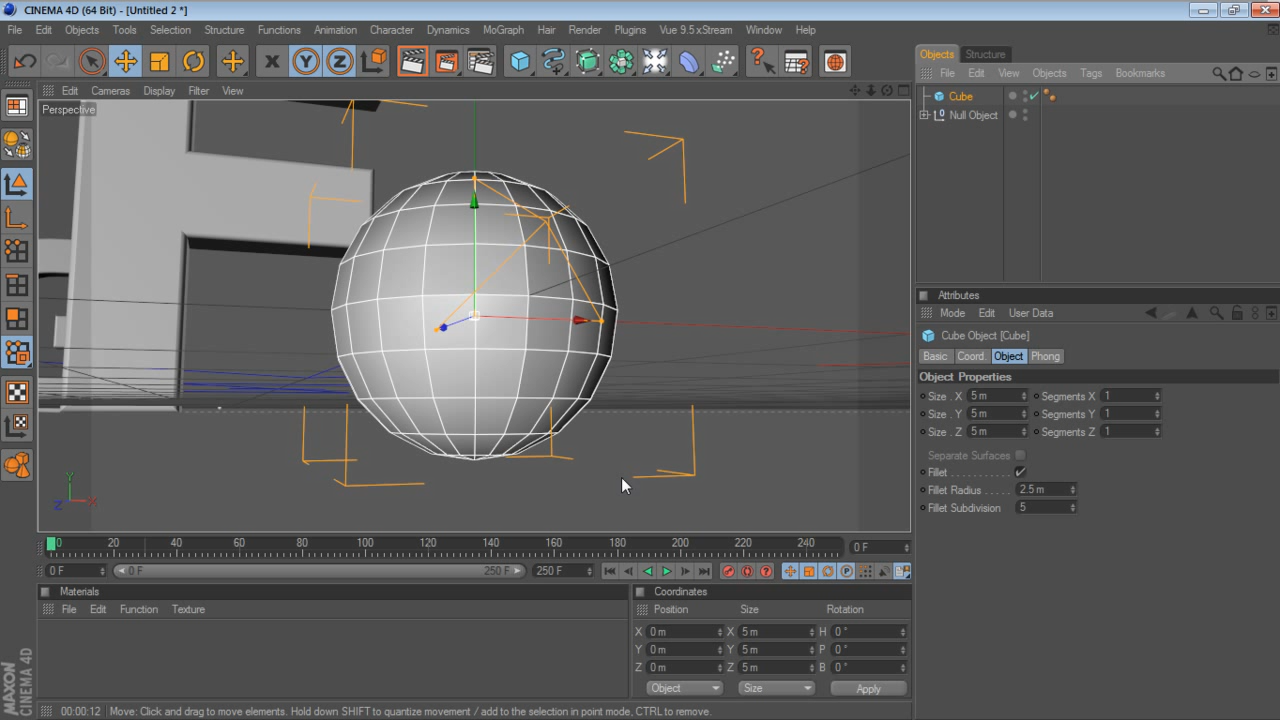 CINEMA 4D (64 Bit) - [Untitled 2 *]
File Edit Objects Tools Selection Structure Functions Animation Character Dynamics MoGraph Hair Render Plugins Vue 9.5 xStream Window Help
Objects Structure
File Edit View Objects Tags Bookmarks
Edit Cameras Display Filter View
Cube
Perspective
Null Object
Attributes
Mode Edit User Data
Cube Object [Cube]
Basic Coord. Object Phong
Object Properties
Size . X 5 m Segments X 1
Size . Y 5 m Segments Y 1
Size . Z 5 m Segments Z 1
Separate Surfaces
Fillet
Fillet Radius 2.5 m
Fillet Subdivision 5
Y
Z X
0 20 40 60 80 100 120 140 160 180 200 220 240 0 F
0 F 0 F 250 F 250 F
Materials
File Edit Function Texture
Coordinates
Position Size Rotation
X 0 m X 5 m H 0 °
Y 0 m Y 5 m P 0 °
Z 0 m Z 5 m B 0 °
Object Size Apply
MAXON
CINEMA 4D
00:00:12 Move: Click and drag to move elements. Hold down SHIFT to quantize movement / add to the selection in point mode, CTRL to remove.